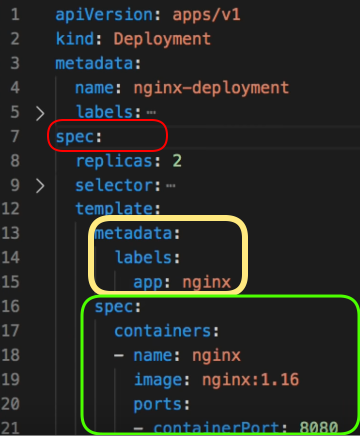 1 apiVersion: apps/v1
2 kind: Deployment
3 metadata:
4   name: nginx-deployment
5   labels:…
7 spec:
8   replicas: 2
9   selector:…
12   template:
13     metadata:
14       labels:
15         app: nginx
16     spec:
17       containers:
18       - name: nginx
19         image: nginx:1.16
20         ports:
21         - containerPort: 8080